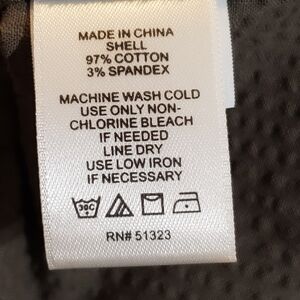 MADE IN CHINA
SHELL
97% COTTON
3% SPANDEX
MACHINE WASH COLD
USE ONLY NON-
CHLORINE BLEACH
IF NEEDED
LINE DRY
USE LOW IRON
IF NECESSARY
30C
RN# 51323